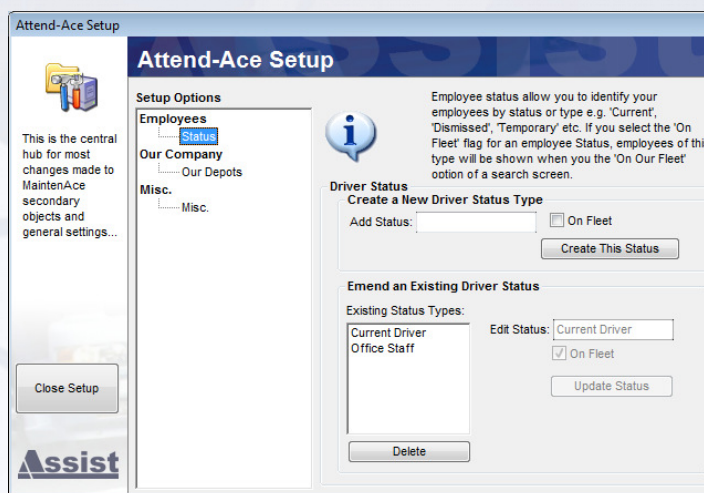 Attend-Ace Setup
Attend-Ace Setup
This is the central
hub for most
changes made to
MaintenAce
secondary
objects and
general settings...
Close Setup
Assist
Setup Options
Employees
Status
Our Company
Our Depots
Misc.
Misc.
Employee status allow you to identify your
employees by status or type e.g. 'Current',
'Dismissed', 'Temporary' etc. If you select the 'On
Fleet' flag for an employee Status, employees of thi
type will be shown when you the 'On Our Fleet'
option of a search screen.
Driver Status
Create a New Driver Status Type
Add Status:
On Fleet
Create This Status
Emend an Existing Driver Status
Existing Status Types:
Current Driver
Office Staff
Edit Status: Current Driver
On Fleet
Update Status
Delete